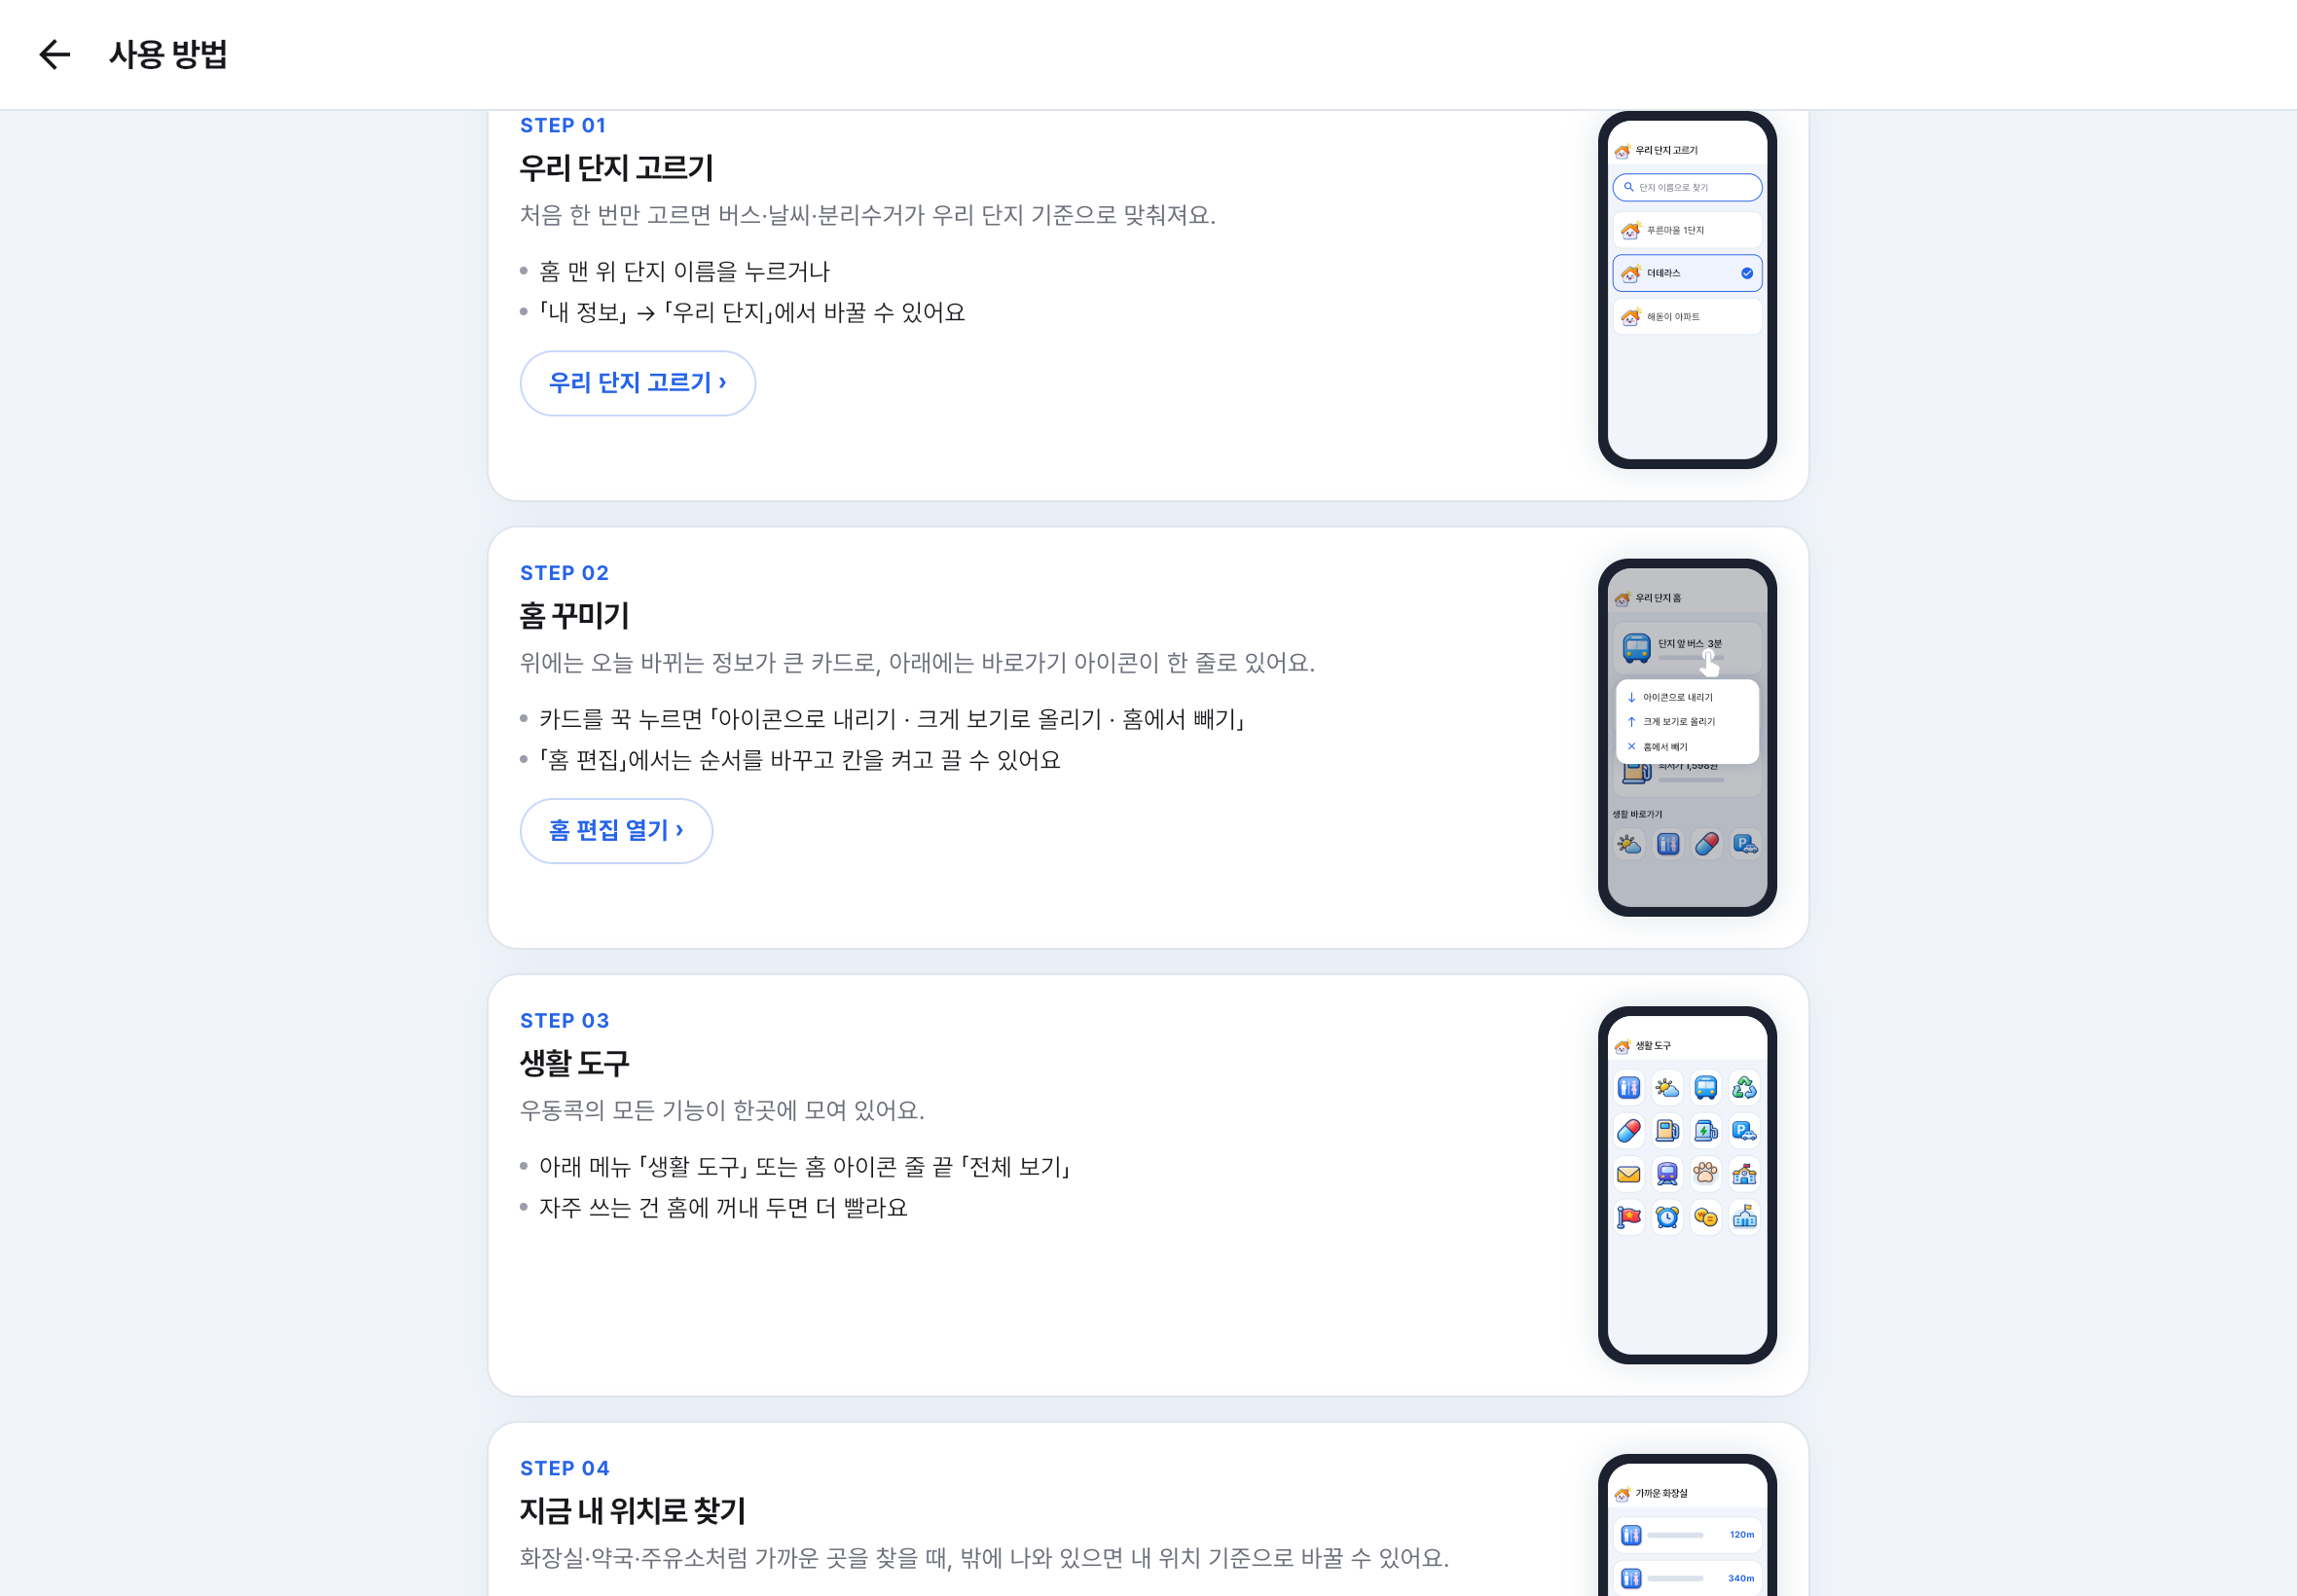 사용 방법
STEP 01
우리 단지 고르기
처음 한 번만 고르면 버스·날씨·분리수거가 우리 단지 기준으로 맞춰져요.
홈 맨 위 단지 이름을 누르거나
「내 정보」 → 「우리 단지」에서 바꿀 수 있어요
우리 단지 고르기 ›
우리 단지 고르기
단지 이름으로 찾기
푸른마을 1단지
더테라스
해돋이 아파트
STEP 02
홈 꾸미기
위에는 오늘 바뀌는 정보가 큰 카드로, 아래에는 바로가기 아이콘이 한 줄로 있어요.
카드를 꾹 누르면 「아이콘으로 내리기 · 크게 보기로 올리기 · 홈에서 빼기」
「홈 편집」에서는 순서를 바꾸고 칸을 켜고 끌 수 있어요
홈 편집 열기 ›
우리 단지 홈
단지 앞 버스 3분
아이콘으로 내리기
크게 보기로 올리기
홈에서 빼기
최저가 1,598원
생활 바로가기
STEP 03
생활 도구
우동콕의 모든 기능이 한곳에 모여 있어요.
아래 메뉴 「생활 도구」 또는 홈 아이콘 줄 끝 「전체 보기」
자주 쓰는 건 홈에 꺼내 두면 더 빨라요
생활 도구
STEP 04
지금 내 위치로 찾기
화장실·약국·주유소처럼 가까운 곳을 찾을 때, 밖에 나와 있으면 내 위치 기준으로 바꿀 수 있어요.
가까운 화장실
120m
340m